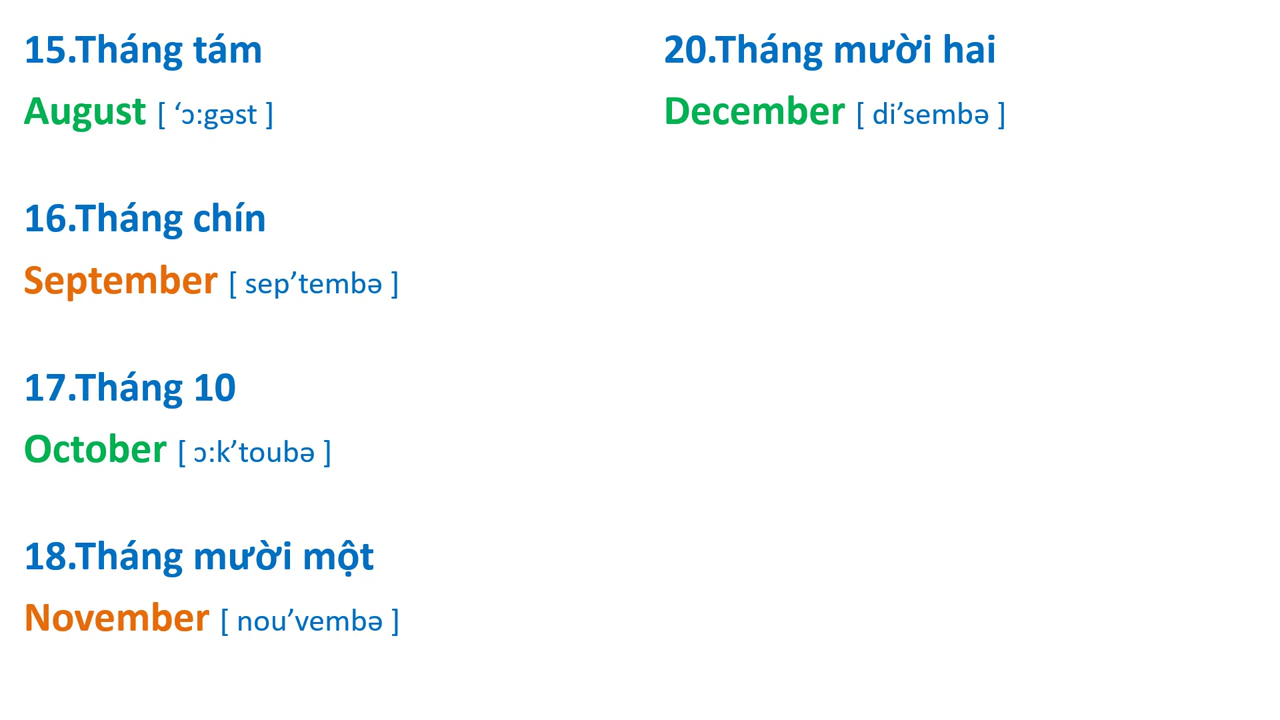 15.Tháng tám
August [ ‘ɔ:gəst ]
16.Tháng chín
September [ sep’tembə ]
17.Tháng 10
October [ ɔ:k’toubə ]
18.Tháng mười một
November [ nou’vembə ]
20.Tháng mười hai
December [ di’sembə ]